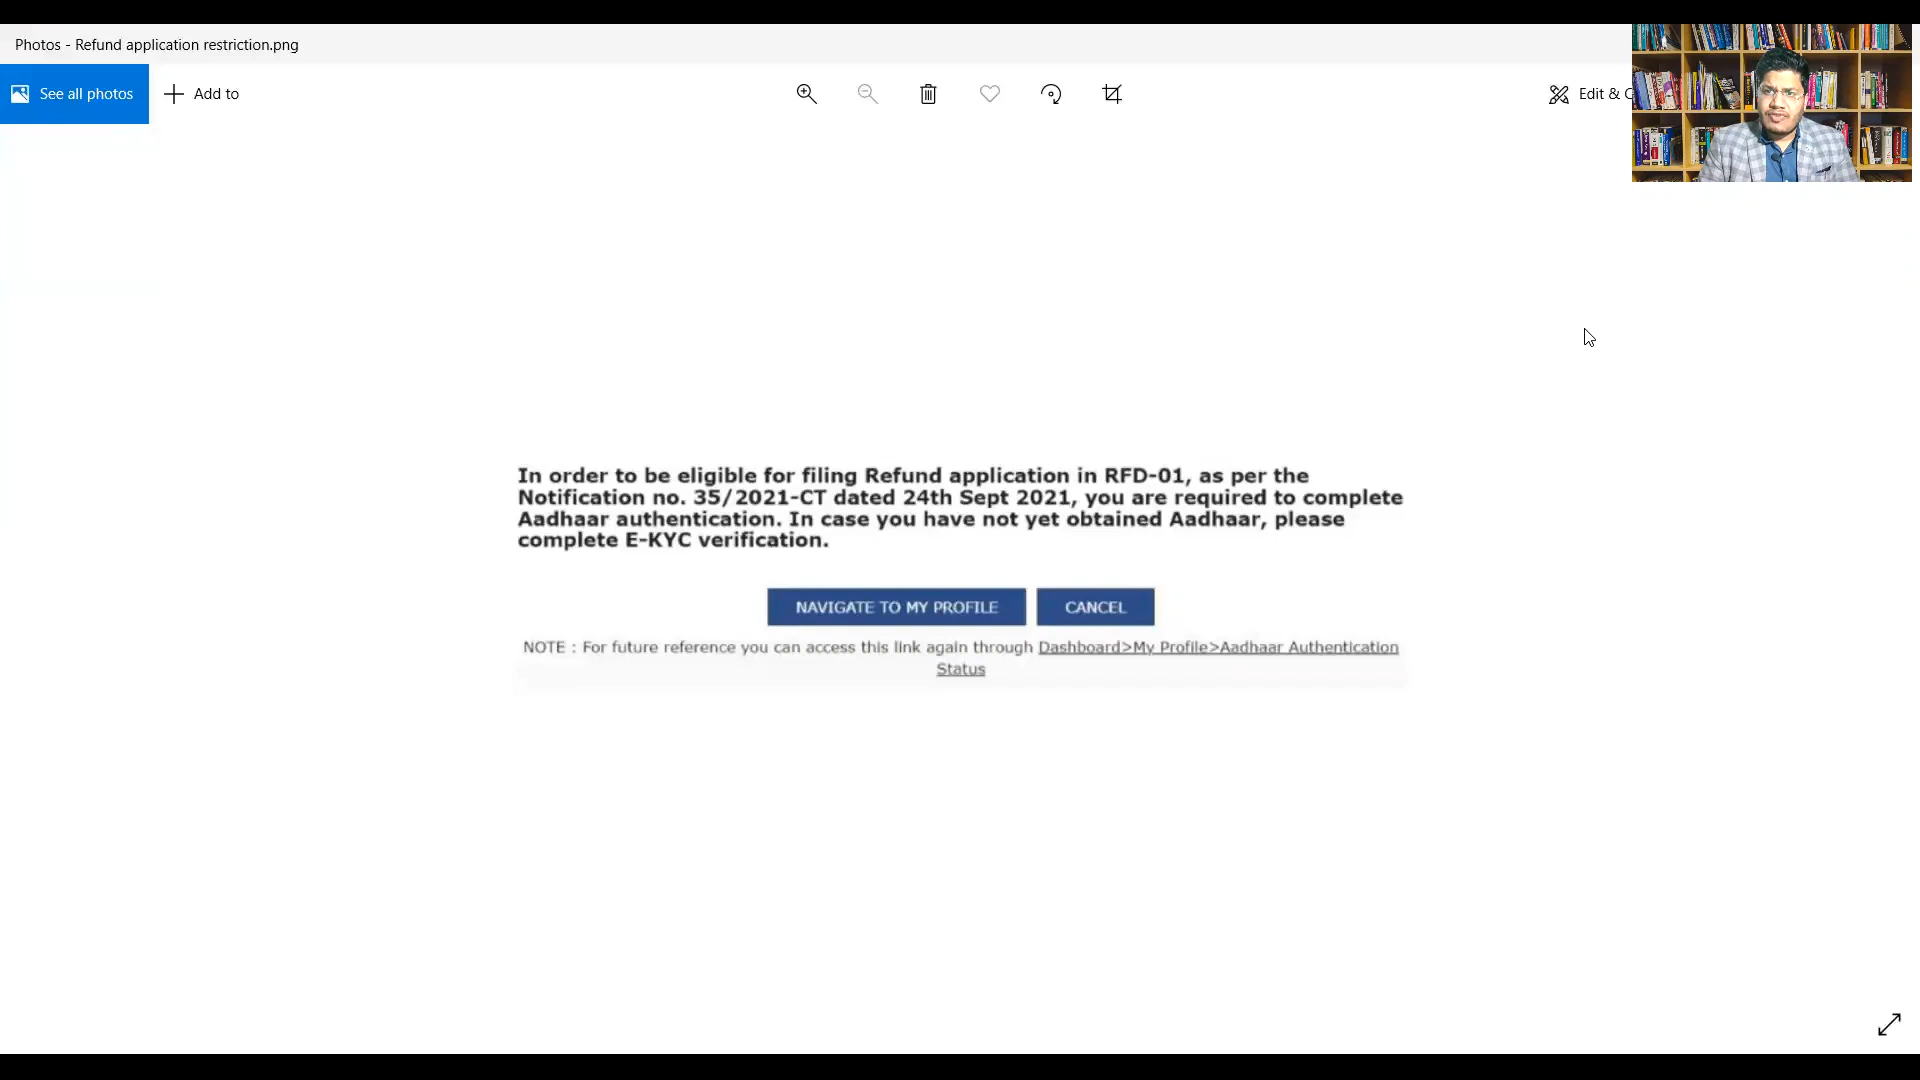 Photos - Refund application restriction.png
See all photos
Add to
Edit & C
In order to be eligible for filing Refund application in RFD-01, as per the
Notification no. 35/2021-CT dated 24th Sept 2021, you are required to complete
Aadhaar authentication. In case you have not yet obtained Aadhaar, please
complete E-KYC verification.
NAVIGATE TO MY PROFILE
CANCEL
NOTE : For future reference you can access this link again through Dashboard>My Profile>Aadhaar Authentication
Status